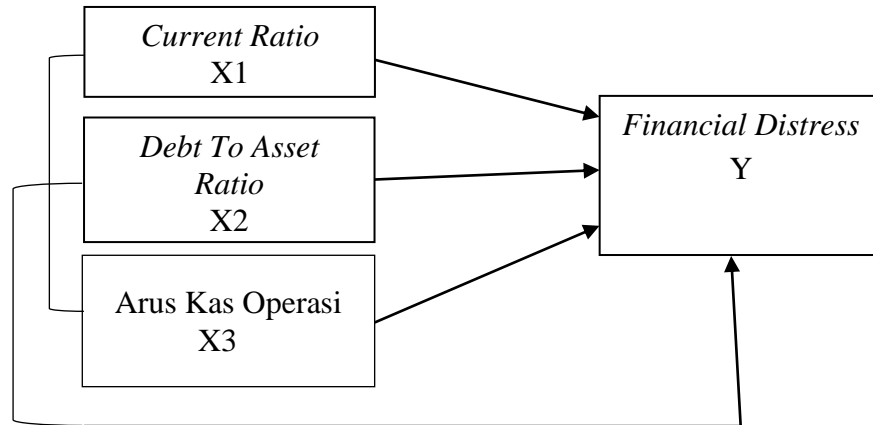 Current Ratio
X1
Debt To Asset
Ratio
X2
Arus Kas Operasi
X3
Financial Distress
Y